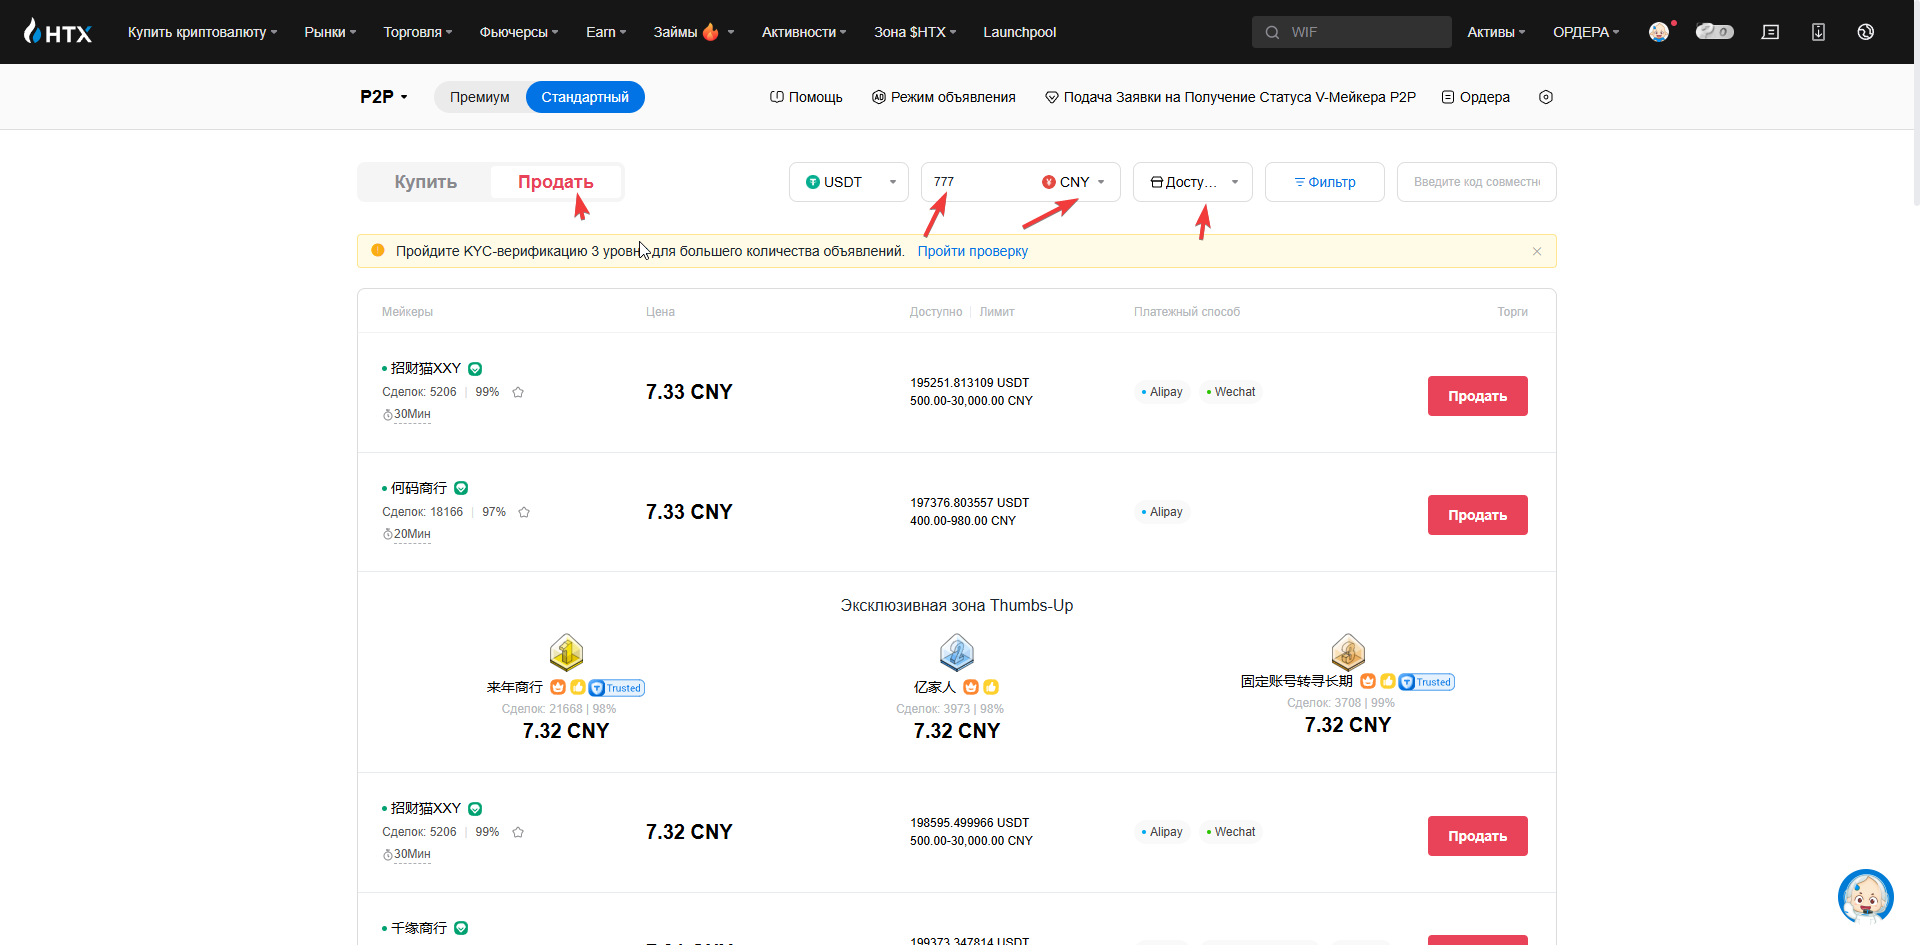 HTX
Купить криптовалюту
Рынки
Торговля
Фьючерсы
Earn
Займы
Активности
Зона $HTX
Launchpool
WIF
Активы
ОРДЕРА
0
P2P
Премиум
Стандартный
Помощь
Режим объявления
Подача Заявки на Получение Статуса V-Мейкера P2P
Ордера
Купить
Продать
USDT
777
CNY
Досту...
Фильтр
Введите код совместн
Пройдите KYC-верификацию 3 уровня для большего количества объявлений. Пройти проверку
Мейкеры
Цена
Доступно | Лимит
Платежный способ
Торги
招财猫XXY
Сделок: 5206 | 99%
30Мин
7.33 CNY
195251.813109 USDT
500.00-30,000.00 CNY
Alipay
Wechat
Продать
何码商行
Сделок: 18166 | 97%
20Мин
7.33 CNY
197376.803557 USDT
400.00-980.00 CNY
Alipay
Продать
Эксклюзивная зона Thumbs-Up
1
来年商行 Trusted
Сделок: 21668 | 98%
7.32 CNY
2
亿家人
Сделок: 3973 | 98%
7.32 CNY
3
固定账号转寻长期 Trusted
Сделок: 3708 | 99%
7.32 CNY
招财猫XXY
Сделок: 5206 | 99%
30Мин
7.32 CNY
198595.499966 USDT
500.00-30,000.00 CNY
Alipay
Wechat
Продать
千缘商行
199373.347814 USDT